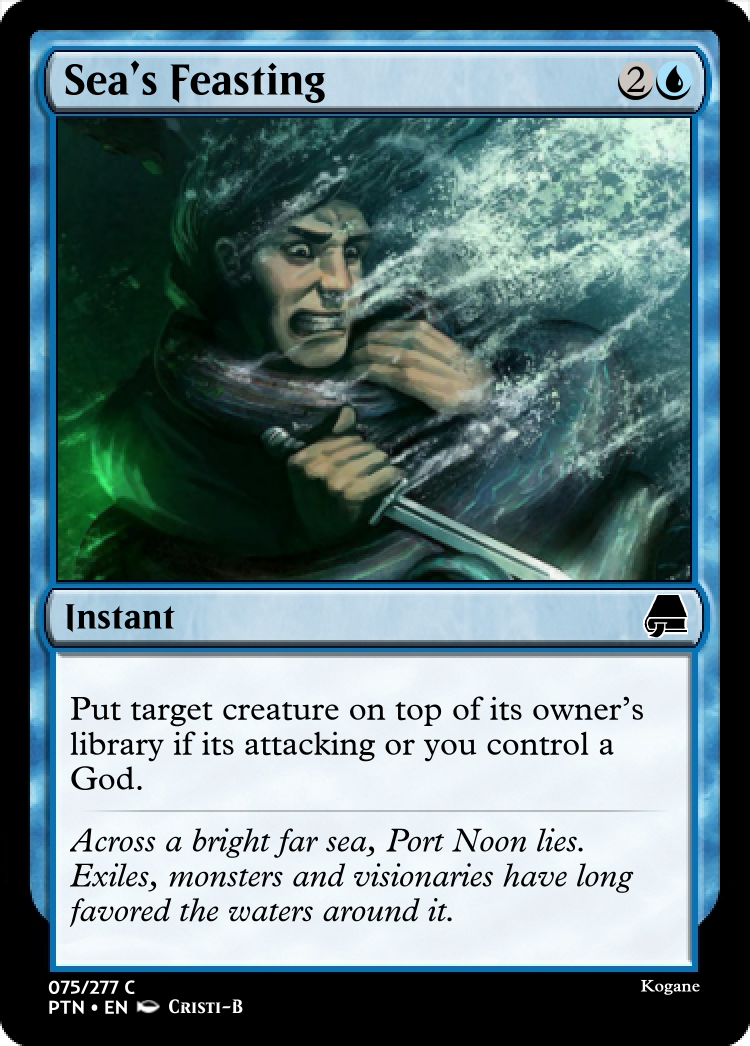 Sea's Feasting 2
Instant
Put target creature on top of its owner's
library if its attacking or you control a
God.
Across a bright far sea, Port Noon lies.
Exiles, monsters and visionaries have long
favored the waters around it.
075/277 C Kogane
PTN • EN Cristi-B